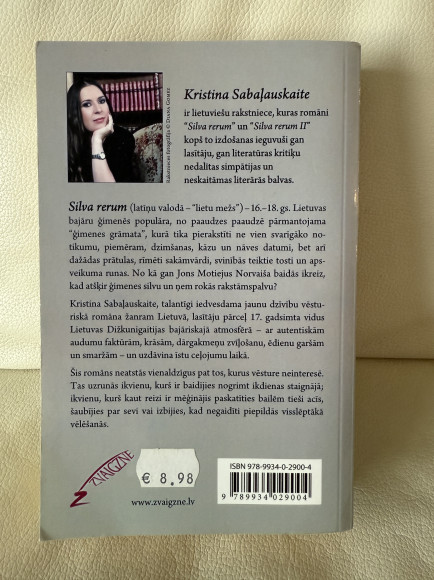 Kristina Sabaļauskaite
ir lietuviešu rakstniece, kuras romāni
“Silva rerum” un “Silva rerum II”
kopš to izdošanas ieguvuši gan
lasītāju, gan literatūras kritiķu
nedalītas simpātijas un
neskaitāmas literārās balvas.
Rakstnieces fotogrāfijs ©
Silva rerum (latīņu valodā – “lietu mežs”) – 16.–18. gs. Lietuvas
bajāru ģimenēs populāra, no paaudzes paaudzē pārmantojama
“ģimenes grāmata”, kurā tika pierakstīti ne vien svarīgāko no-
tikumu, piemēram, dzimšanas, kāzu un nāves datumi, bet arī
dažādas prātulas, rīmēti sakāmvārdi, svinībās teiktie tosti un aps-
veikuma runas. No kā gan Jons Motiejus Norvaiša baidās ikreiz,
kad atšķir ģimenes silvu un ņem rokās rakstāmspalvu?
Kristina Sabaļauskaite, talantīgi iedvesdama jaunu dzīvību vēstu-
riskā romāna žanram Lietuvā, lasītāju pārceļ 17. gadsimta vidus
Lietuvas Dižkunigaitijas bajāriskajā atmosfērā – ar autentiskām
audumu faktūrām, krāsām, dārgakmeņu zvīļošanu, ēdienu garšām
un smaržām – un uzdāvina īstu ceļojumu laikā.
Šis romāns neatstās vienaldzīgus pat tos, kurus vēsture neinteresē.
Tas uzrunās ikvienu, kurš ir baidījies nogrimt ikdienas staignājā;
ikvienu, kurš kaut reizi ir mēģinājis paskatīties bailēm tieši acīs,
šaubījies par sevi vai izbijies, kad negaidīti piepildās visslēptākā
vēlēšanās.
ZVAIGZNE
€ 8.98
www.zvaigzne.lv
ISBN 978-9934-0-2900-4
9 789934 029004